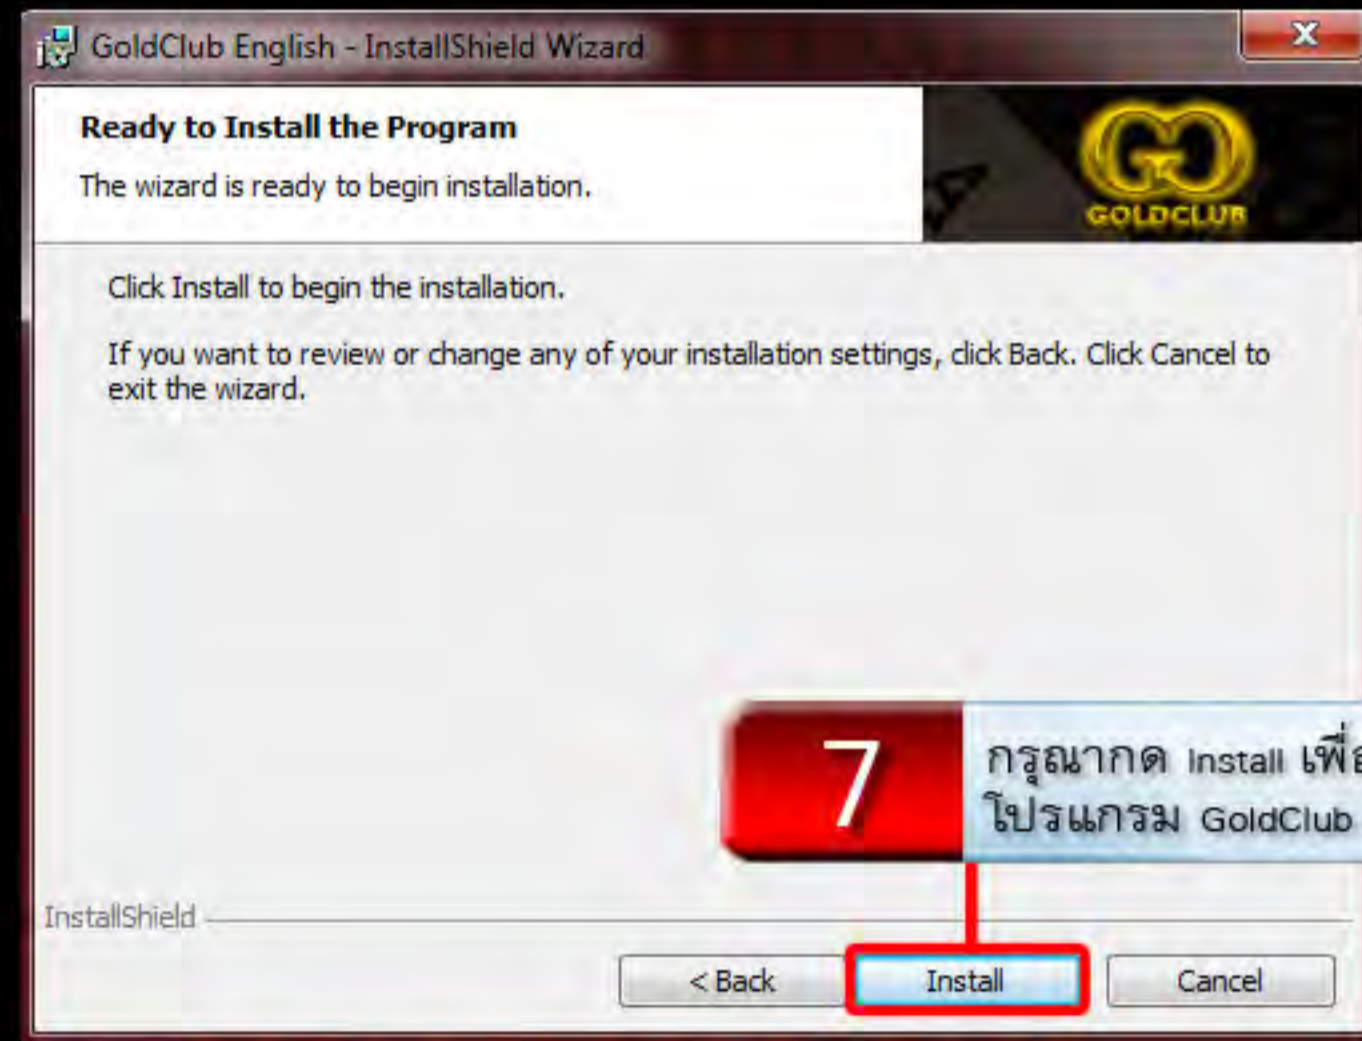 GoldClub English - InstallShield Wizard
Ready to Install the Program
The wizard is ready to begin installation.
GOLDCLUB
Click Install to begin the installation.
If you want to review or change any of your installation settings, click Back. Click Cancel to
exit the wizard.
7
กรุณากด Install
โปรแกรม GoldClub
InstallShield
< Back
Install
Cancel